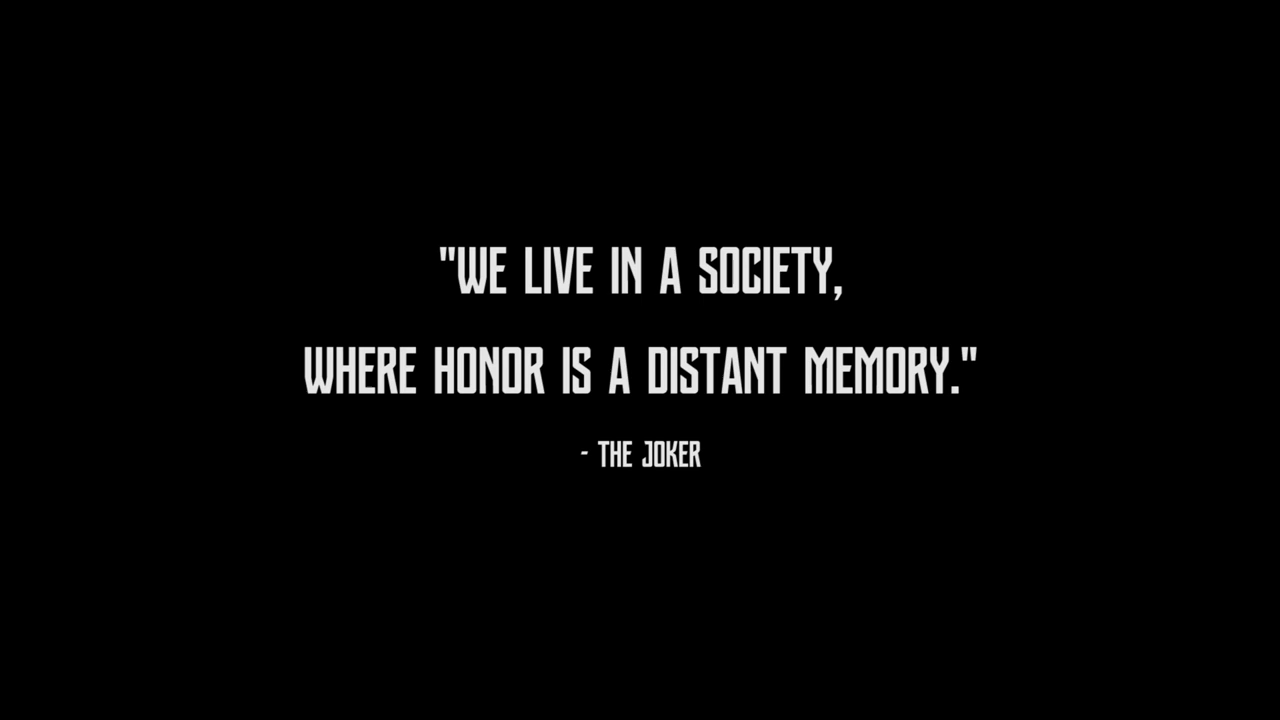 "WE LIVE IN A SOCIETY,
WHERE HONOR IS A DISTANT MEMORY."
- THE JOKER